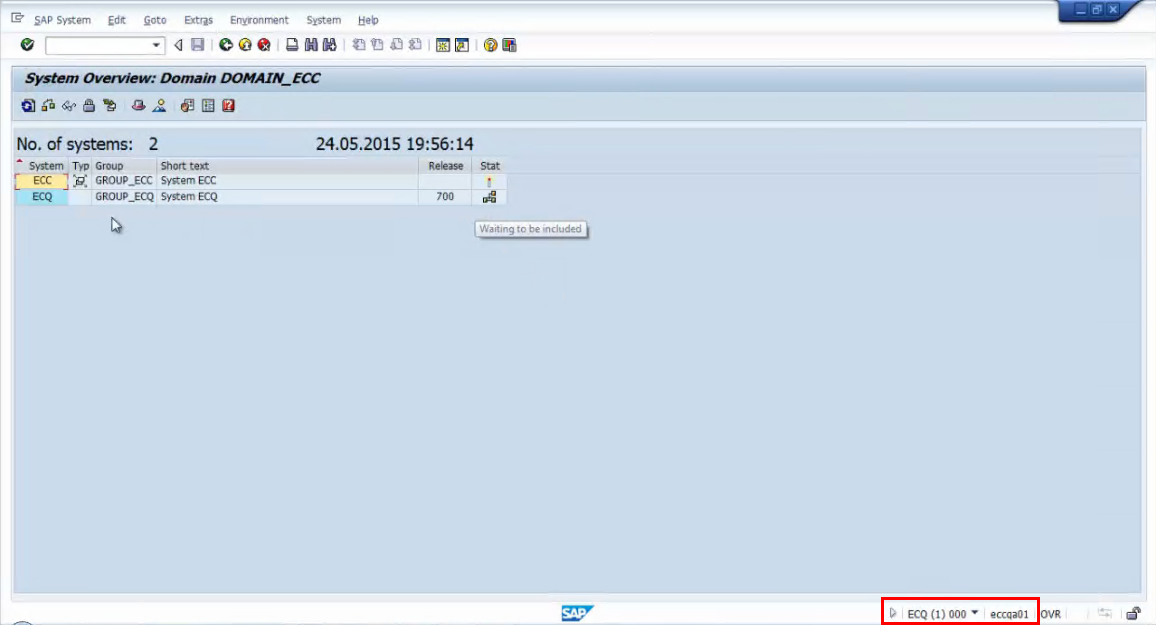 SAP System Edit Goto Extras Environment System Help
System Overview: Domain DOMAIN_ECC
No. of systems: 2 24.05.2015 19:56:14
System Typ Group Short text Release Stat
ECC GROUP_ECC System ECC
ECQ GROUP_ECQ System ECQ 700
Waiting to be included
SAP ECQ (1) 000 eccqa01 OVR